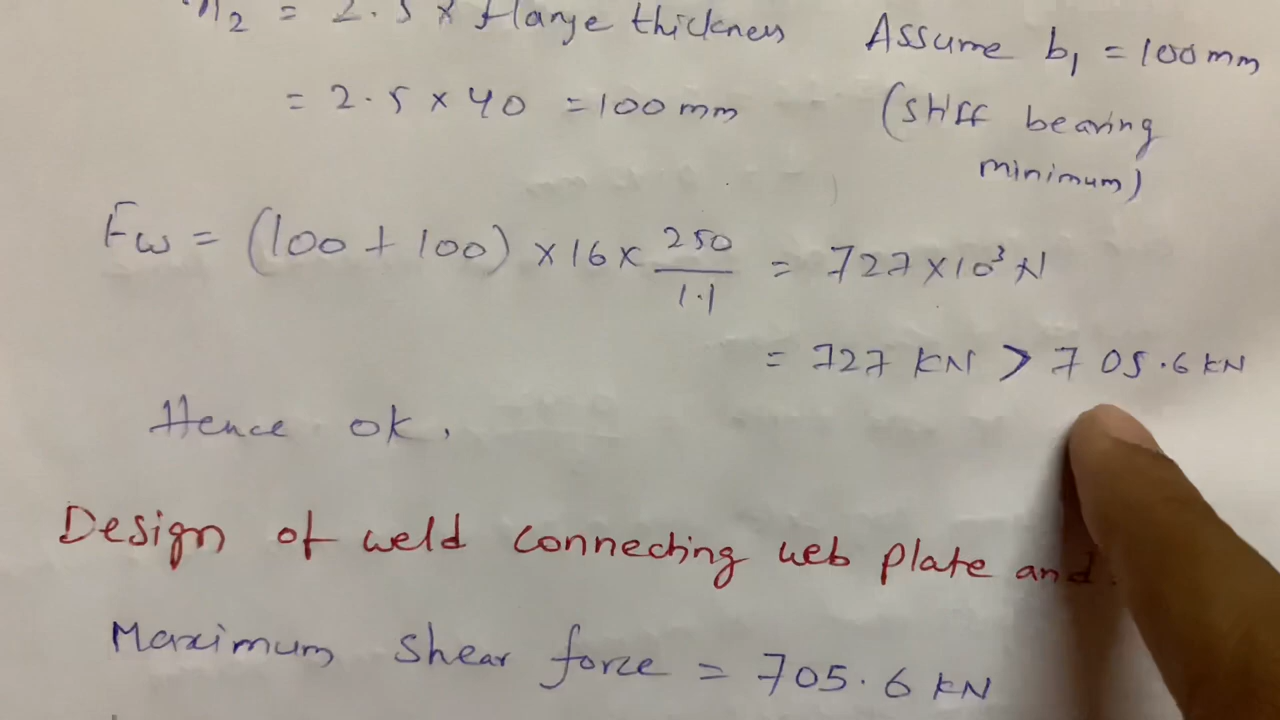 n2 = 2.5 x flange thickness Assume b1 = 100mm
= 2.5 x 40 = 100 mm (stiff bearing
minimum)
Fw = (100 + 100) x 16 x 250/1.1 = 727 x 10³ N
= 727 KN > 705.6 KN
Hence ok.
Design of weld connecting web plate and
Maximum shear force = 705.6 KN